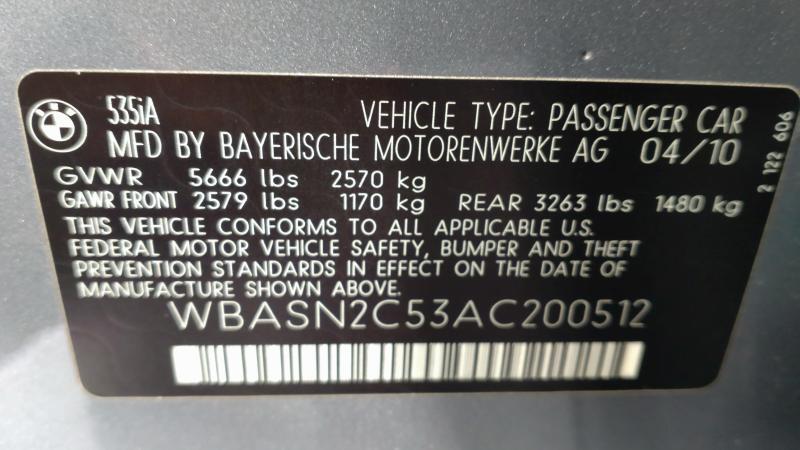 535iA
VEHICLE TYPE: PASSENGER CAR
MFD BY BAYERISCHE MOTORENWERKE AG 04/10
GVWR 5666 lbs 2570 kg
GAWR FRONT 2579 lbs 1170 kg REAR 3263 lbs 1480 kg
THIS VEHICLE CONFORMS TO ALL APPLICABLE U.S.
FEDERAL MOTOR VEHICLE SAFETY, BUMPER AND THEFT
PREVENTION STANDARDS IN EFFECT ON THE DATE OF
MANUFACTURE SHOWN ABOVE.
WBASN2C53AC200512
2 122 606